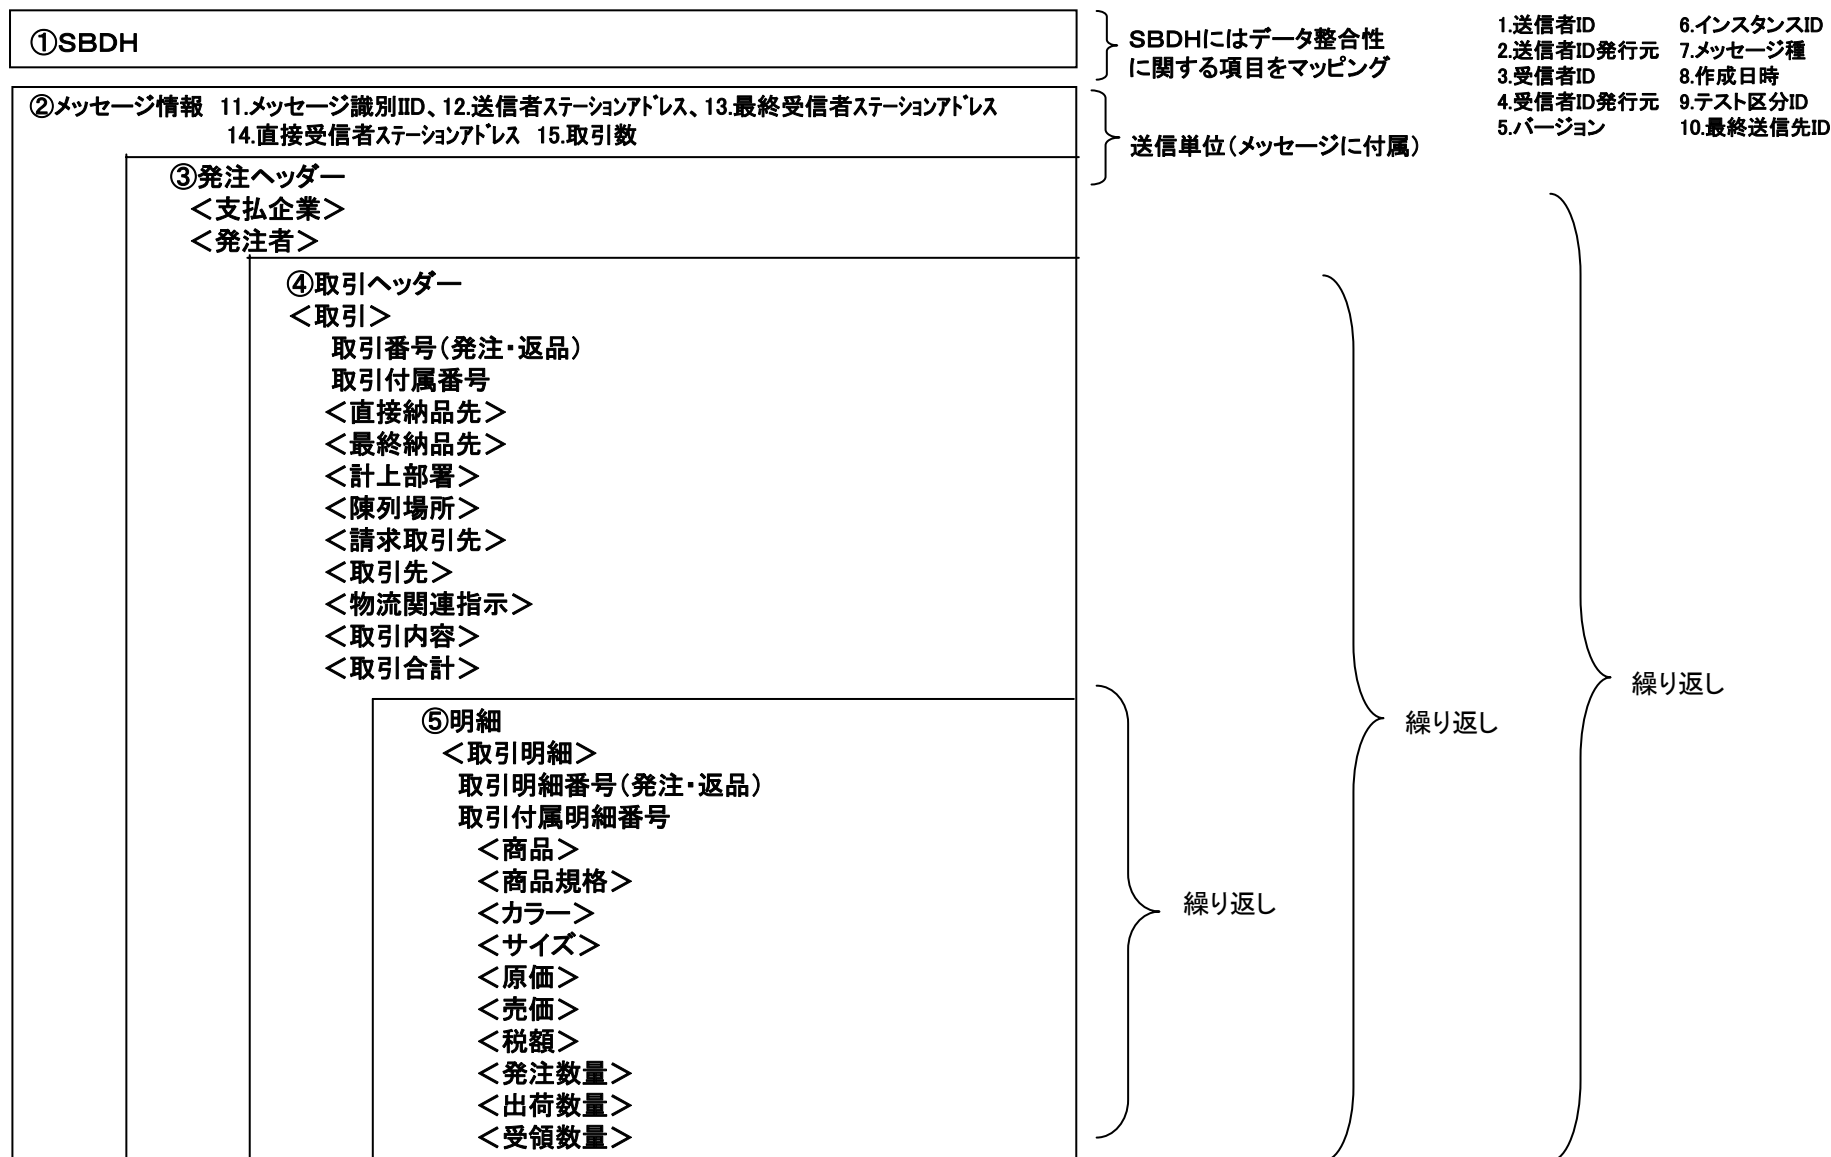 ①SBDH
SBDHにはデータ整合性
に関する項目をマッピング
1.送信者ID 6.インスタンスID
2.送信者ID発行元 7.メッセージ種
3.受信者ID 8.作成日時
4.受信者ID発行元 9.テスト区分ID
5.バージョン 10.最終送信先ID
②メッセージ情報 11.メッセージ識別IID、12.送信者ステーションアドレス、13.最終受信者ステーションアドレス
14.直接受信者ステーションアドレス 15.取引数
送信単位(メッセージに付属)
③発注ヘッダー
<支払企業>
<発注者>
④取引ヘッダー
<取引>
取引番号(発注・返品)
取引付属番号
<直接納品先>
<最終納品先>
<計上部署>
<陳列場所>
<請求取引先>
<取引先>
<物流関連指示>
<取引内容>
<取引合計>
繰り返し
繰り返し
⑤明細
<取引明細>
取引明細番号(発注・返品)
取引付属明細番号
<商品>
<商品規格>
<カラー>
<サイズ>
<原価>
<売価>
<税額>
<発注数量>
<出荷数量>
<受領数量>
繰り返し